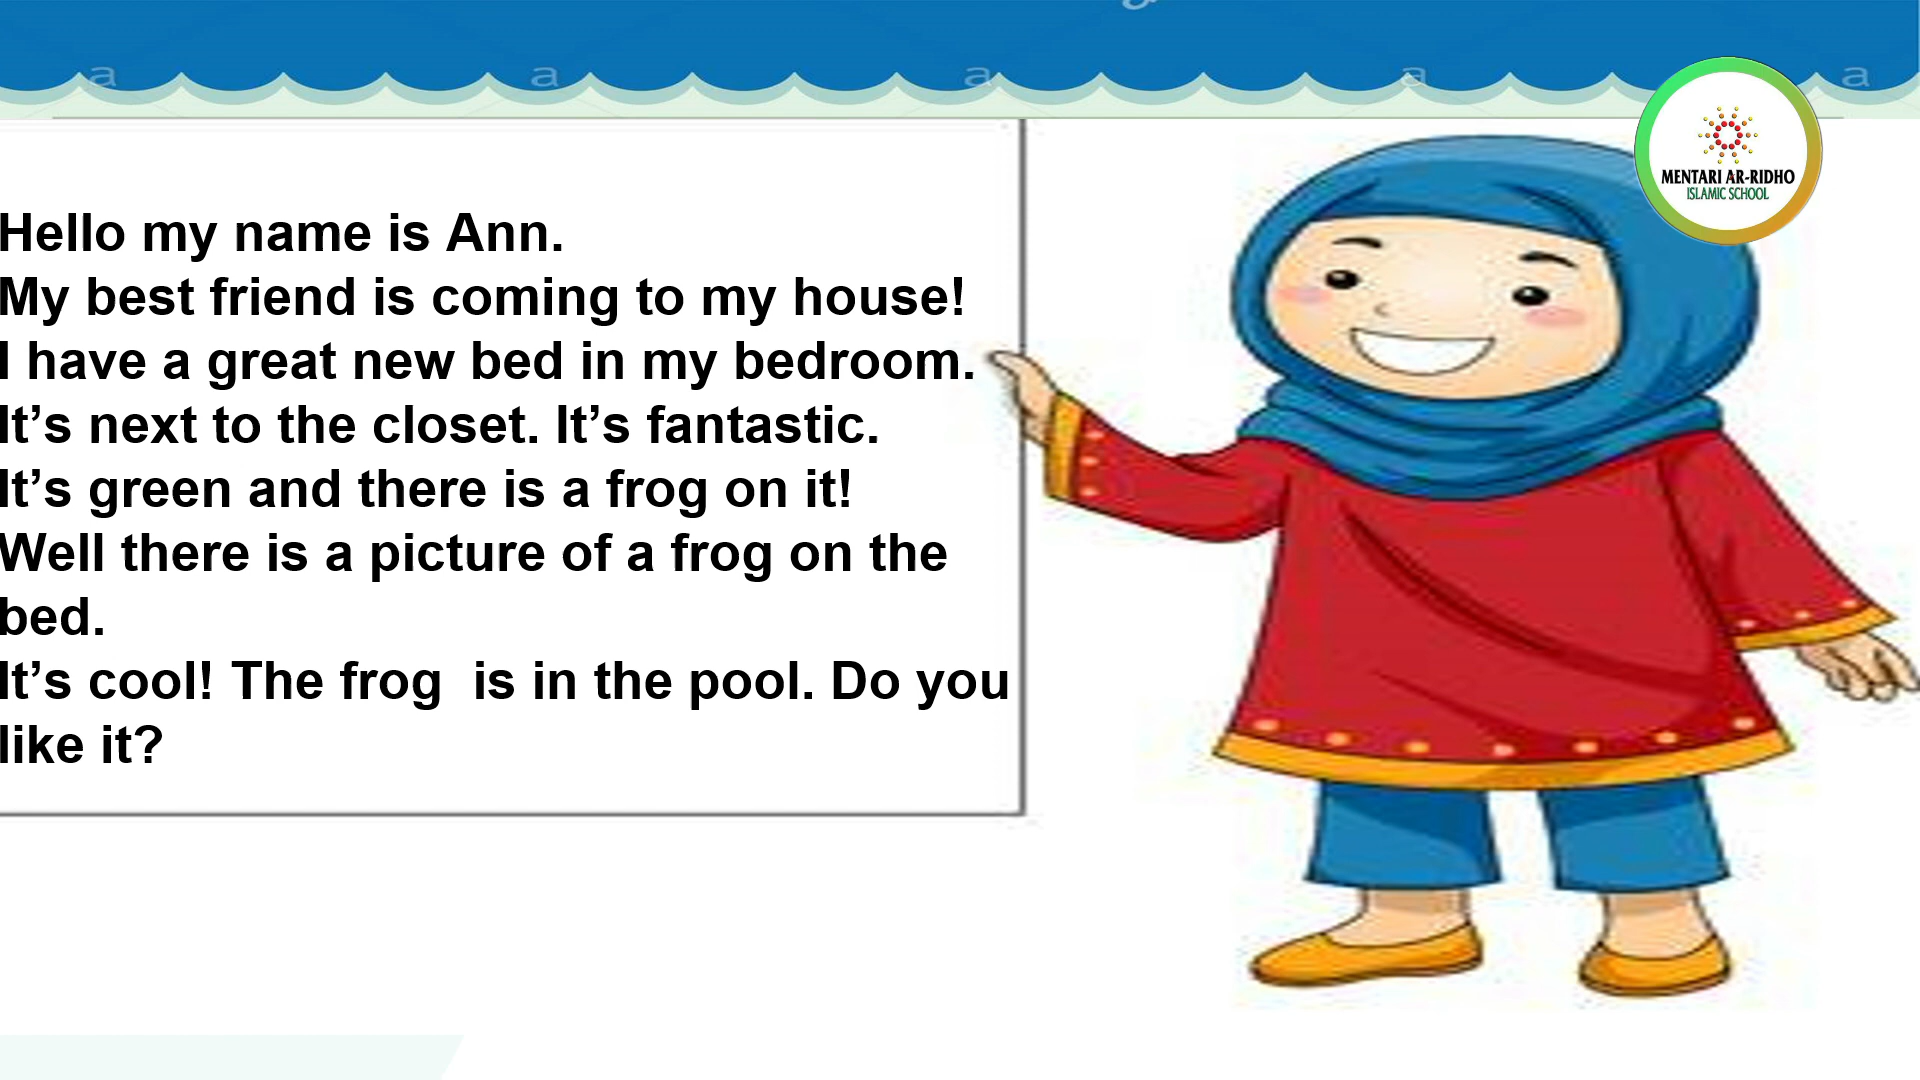 MENTARI AR-RIDHO
ISLAMIC SCHOOL
Hello my name is Ann.
My best friend is coming to my house!
I have a great new bed in my bedroom.
It’s next to the closet. It’s fantastic.
It’s green and there is a frog on it!
Well there is a picture of a frog on the
bed.
It’s cool! The frog  is in the pool. Do you
like it?